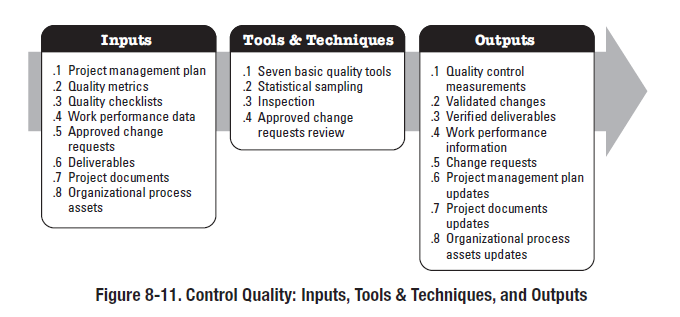 Inputs
.1 Project management plan
.2 Quality metrics
.3 Quality checklists
.4 Work performance data
.5 Approved change
requests
.6 Deliverables
.7 Project documents
.8 Organizational process
assets
Tools & Techniques
.1 Seven basic quality tools
.2 Statistical sampling
.3 Inspection
.4 Approved change
requests review
Outputs
.1 Quality control
measurements
.2 Validated changes
.3 Verified deliverables
.4 Work performance
information
.5 Change requests
.6 Project management plan
updates
.7 Project documents
updates
.8 Organizational process
assets updates
Figure 8-11. Control Quality: Inputs, Tools & Techniques, and Outputs